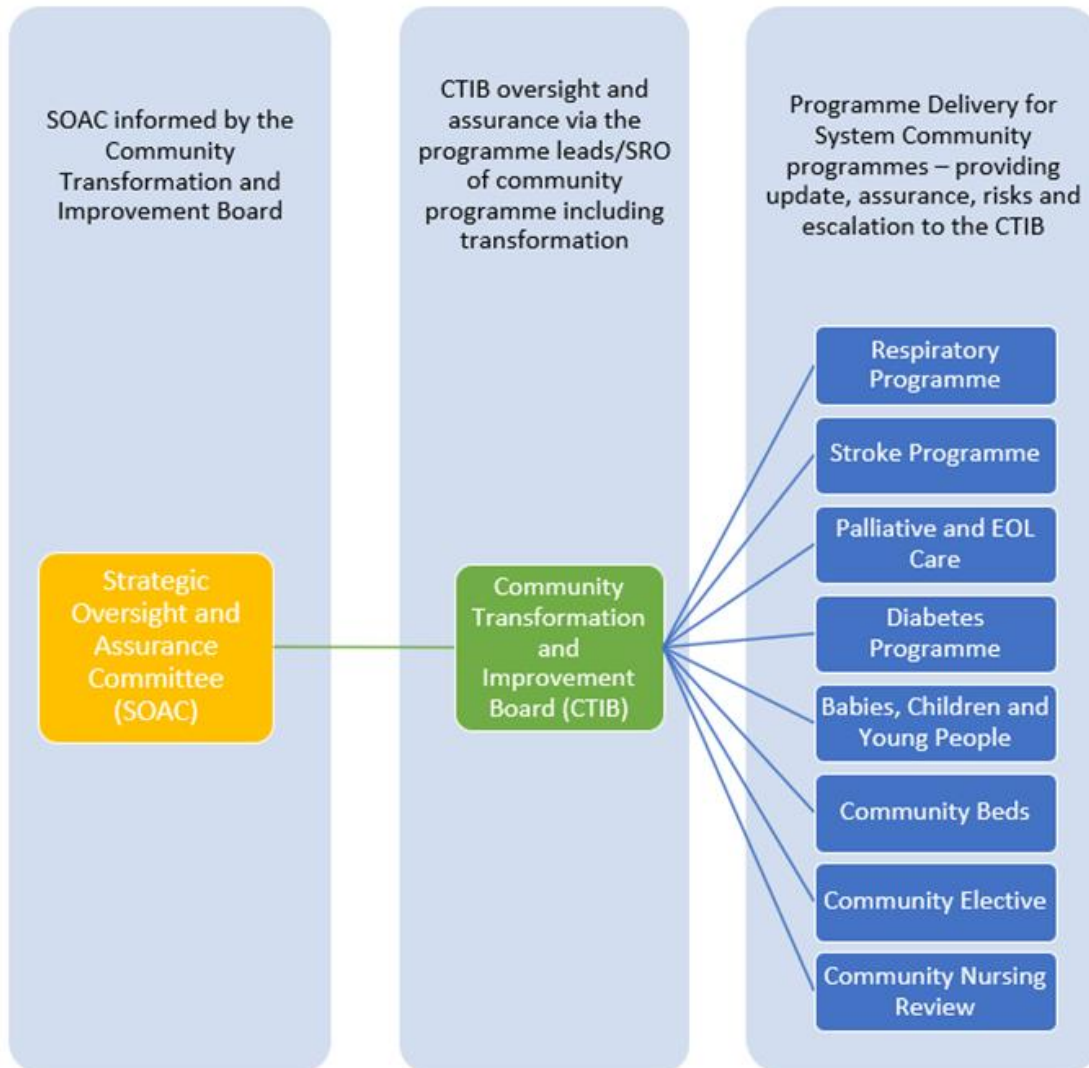 SOAC informed by the
Community
Transformation and
Improvement Board
CTIB oversight and
assurance via the
programme leads/SRO
of community
programme including
transformation
Programme Delivery for
System Community
programmes – providing
update, assurance, risks and
escalation to the CTIB
Strategic
Oversight and
Assurance
Committee
(SOAC)
Community
Transformation
and
Improvement
Board (CTIB)
Respiratory
Programme
Stroke Programme
Palliative and EOL
Care
Diabetes
Programme
Babies, Children and
Young People
Community Beds
Community Elective
Community Nursing
Review